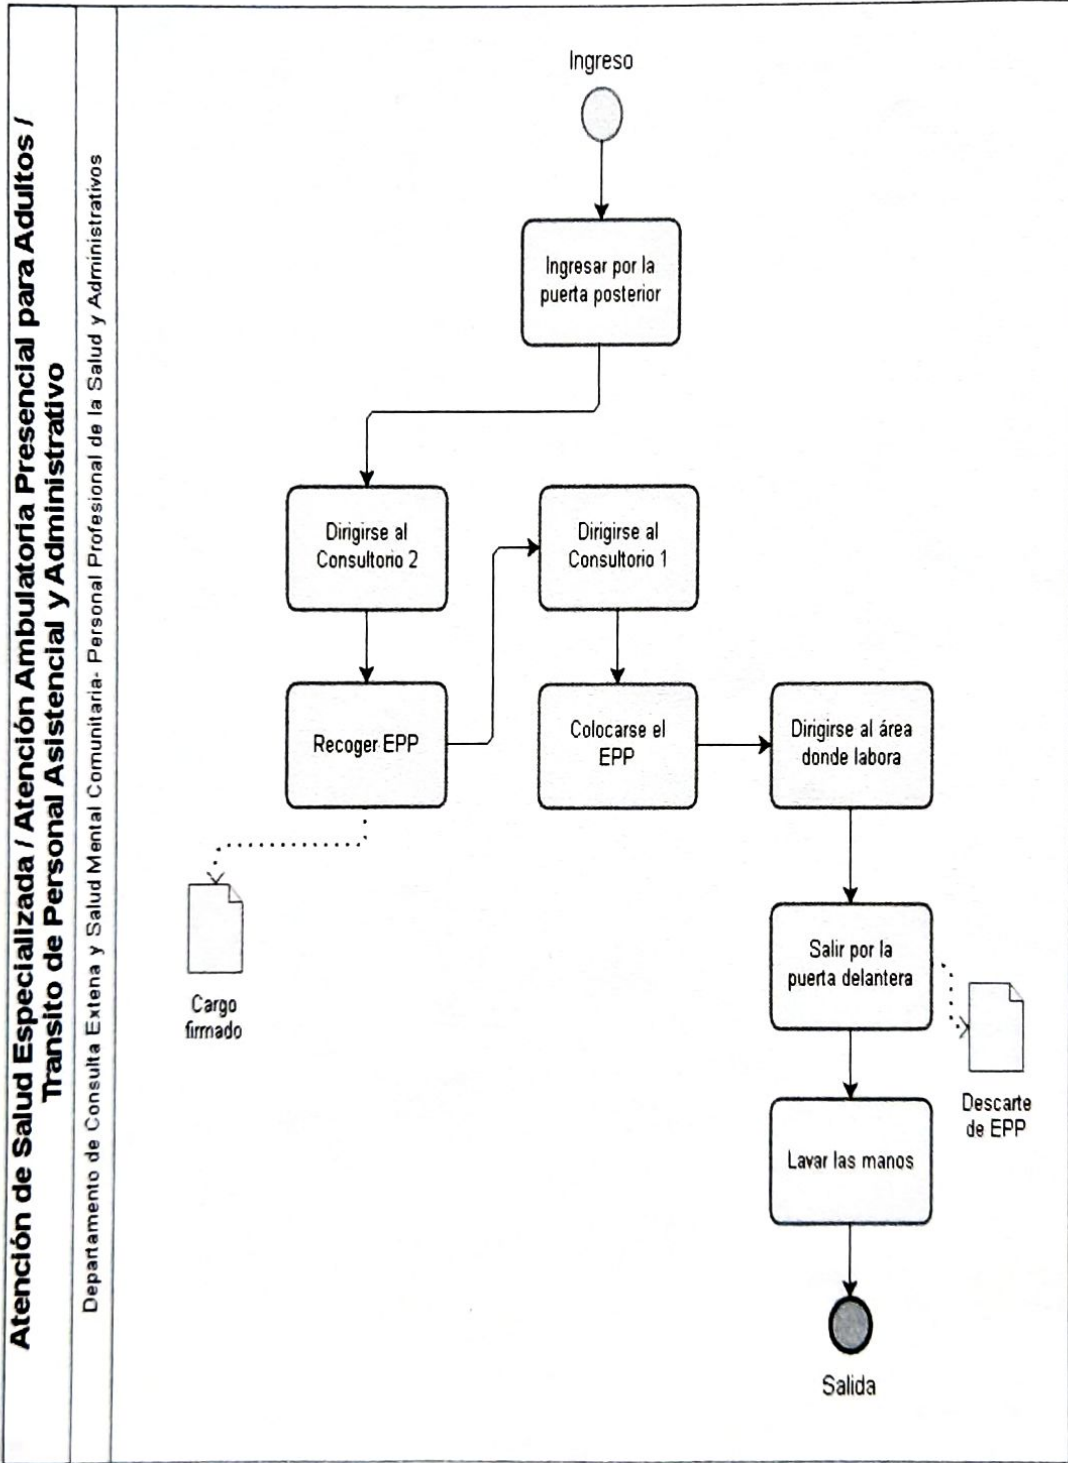 Atención de Salud Especializada / Atención Ambulatoria Presencial para Adultos /
Transito de Personal Asistencial y Administrativo
Departamento de Consulta Extena y Salud Mental Comunitaria- Personal Profesional de la Salud y Administrativos
Ingreso
Ingresar por la
puerta posterior
Dirigirse al
Consultorio 2
Dirigirse al
Consultorio 1
Recoger EPP
Colocarse el
EPP
Dirigirse al área
donde labora
Cargo
firmado
Salir por la
puerta delantera
Descarte
de EPP
Lavar las manos
Salida